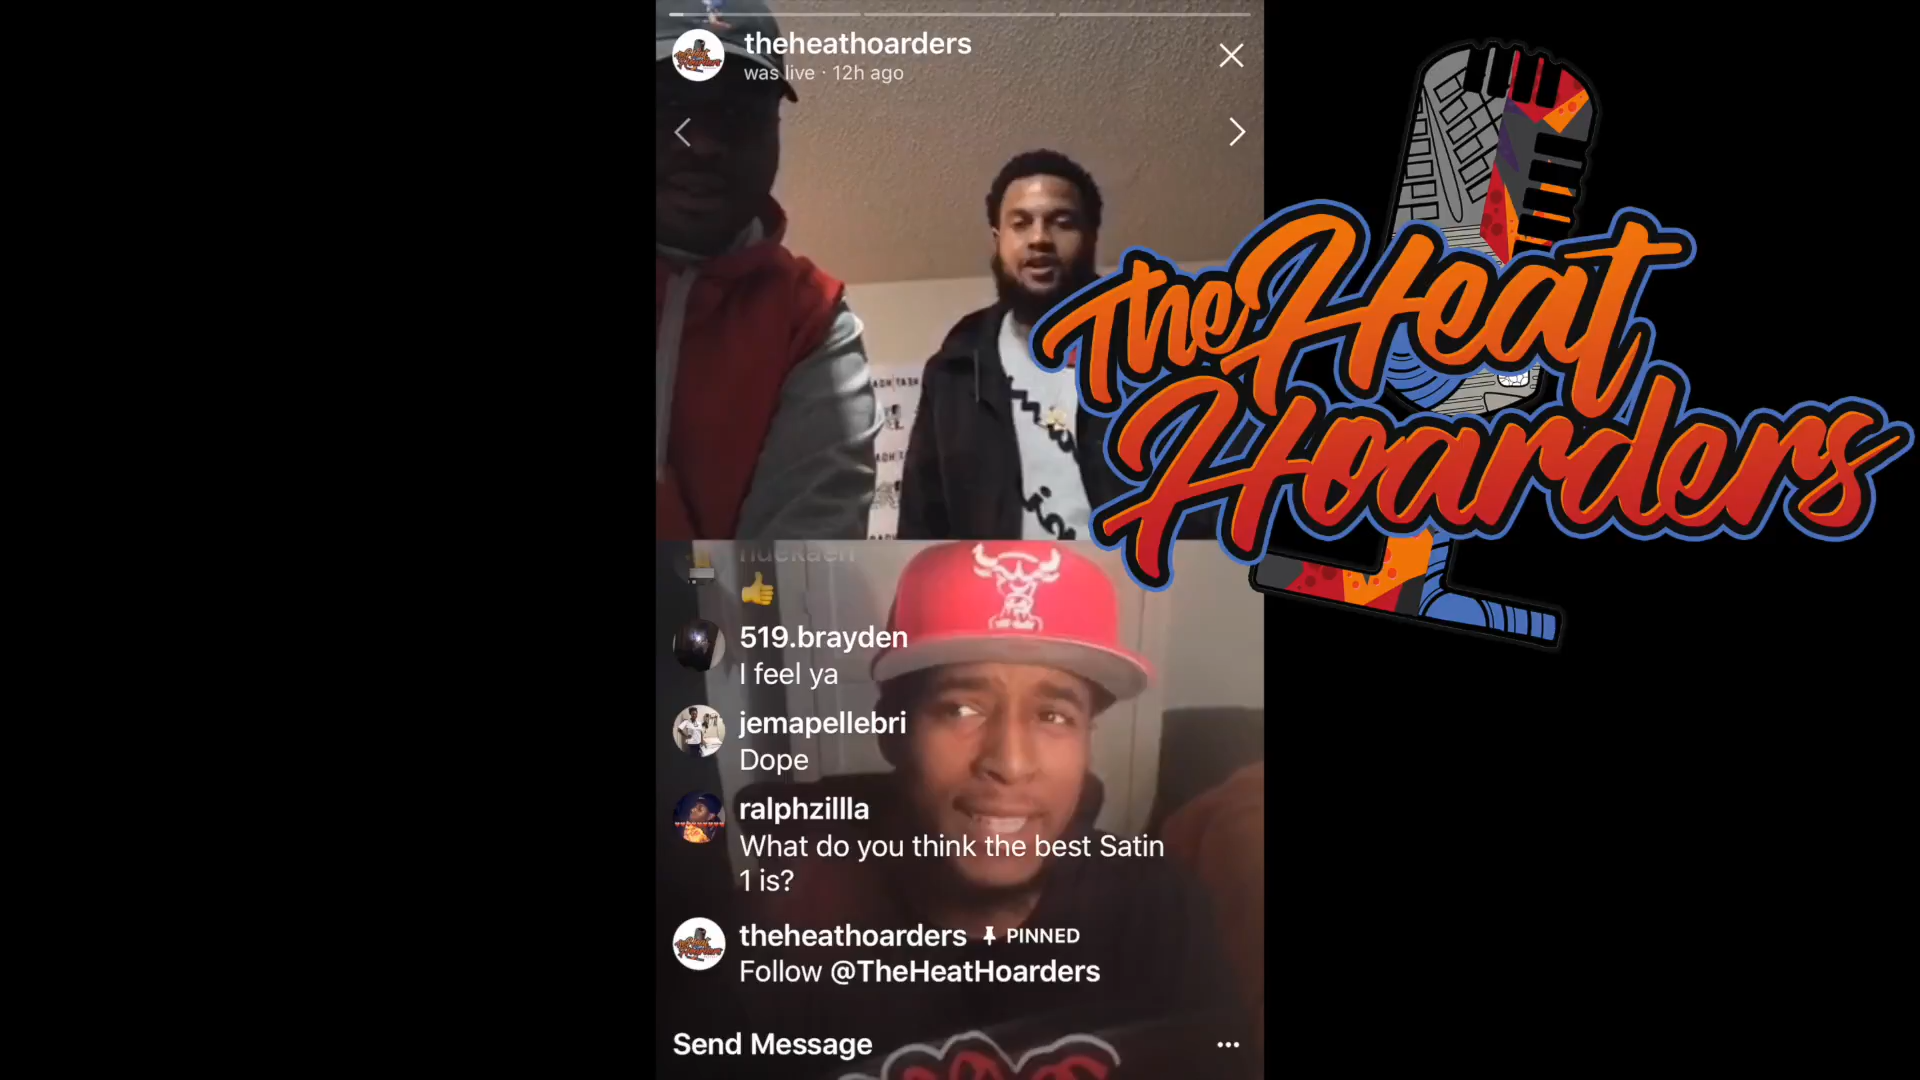 theheathoarders
was live · 12h ago
The Heat
Hoarders
519.brayden
I feel ya
jemapellebri
Dope
ralphzillla
What do you think the best Satin
1 is?
theheathoarders PINNED
Follow @TheHeatHoarders
Send Message